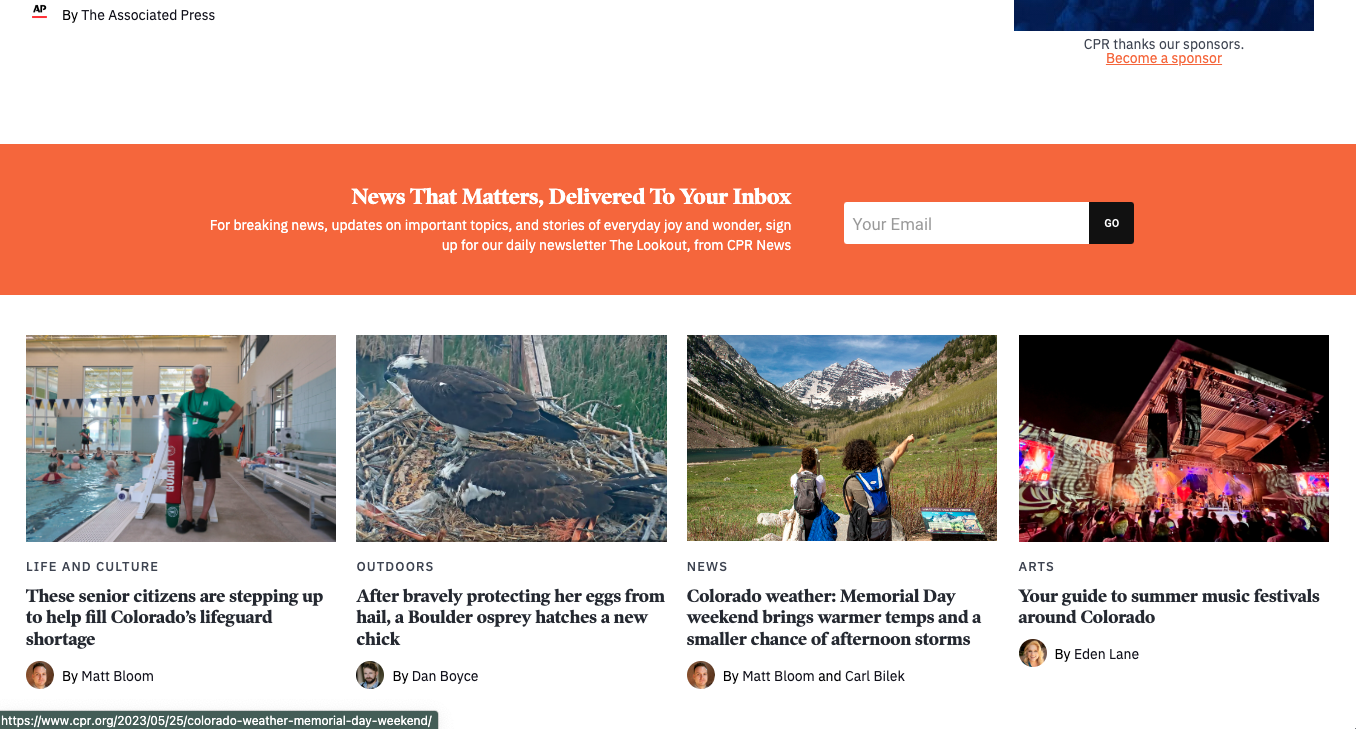 AP
By The Associated Press
CPR thanks our sponsors.
Become a sponsor
News That Matters, Delivered To Your Inbox
For breaking news, updates on important topics, and stories of everyday joy and wonder, sign
up for our daily newsletter The Lookout, from CPR News
Your Email
GO
GUARD
LIFE AND CULTURE
These senior citizens are stepping up
to help fill Colorado’s lifeguard
shortage
By Matt Bloom
OUTDOORS
After bravely protecting her eggs from
hail, a Boulder osprey hatches a new
chick
By Dan Boyce
NEWS
Colorado weather: Memorial Day
weekend brings warmer temps and a
smaller chance of afternoon storms
By Matt Bloom and Carl Bilek
ARTS
Your guide to summer music festivals
around Colorado
By Eden Lane
https://www.cpr.org/2023/05/25/colorado-weather-memorial-day-weekend/